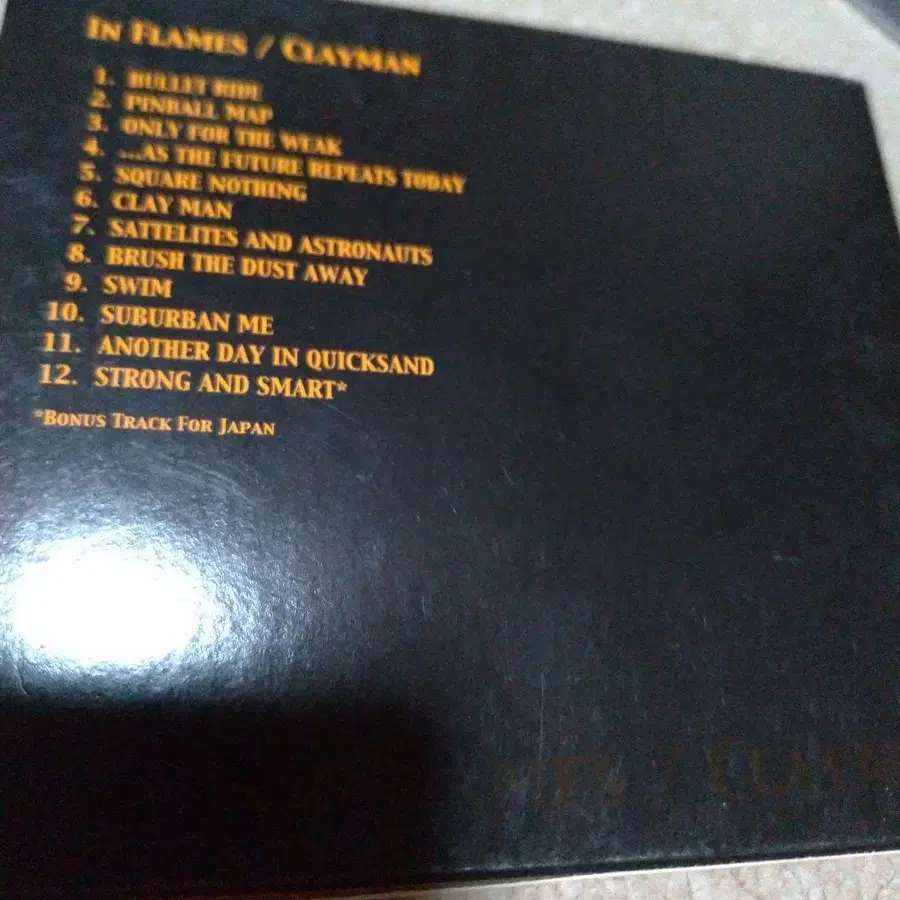 IN FLAMES / CLAYMAN
1. BULLET RIDE
2. PINBALL MAP
3. ONLY FOR THE WEAK
4. ...AS THE FUTURE REPEATS TODAY
5. SQUARE NOTHING
6. CLAY MAN
7. SATTELITES AND ASTRONAUTS
8. BRUSH THE DUST AWAY
9. SWIM
10. SUBURBAN ME
11. ANOTHER DAY IN QUICKSAND
12. STRONG AND SMART*
*BONUS TRACK FOR JAPAN